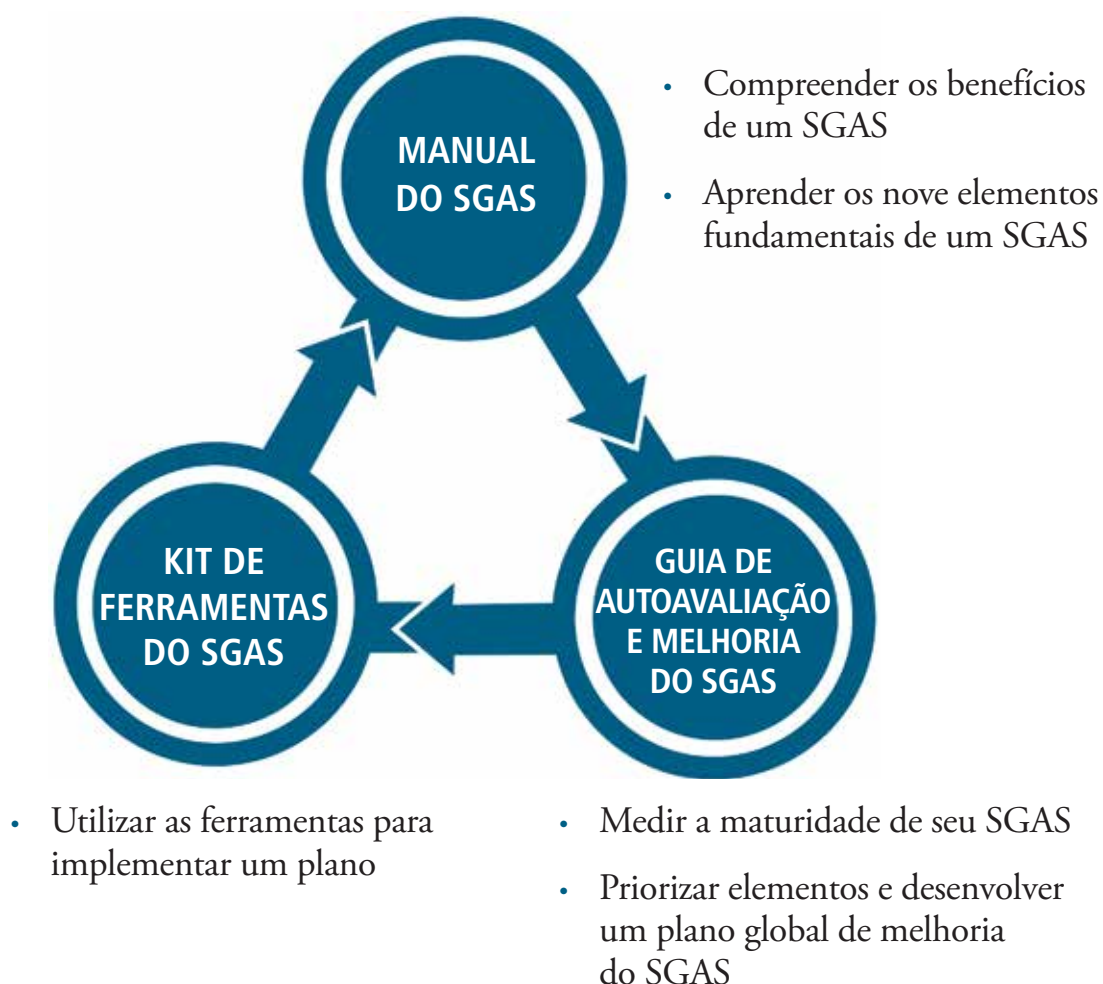 MANUAL
DO SGAS
• Compreender os benefícios
de um SGAS
• Aprender os nove elementos
fundamentais de um SGAS
KIT DE
FERRAMENTAS
DO SGAS
GUIA DE
AUTOAVALIAÇÃO
E MELHORIA
DO SGAS
• Utilizar as ferramentas para
implementar um plano
• Medir a maturidade de seu SGAS
• Priorizar elementos e desenvolver
um plano global de melhoria
do SGAS